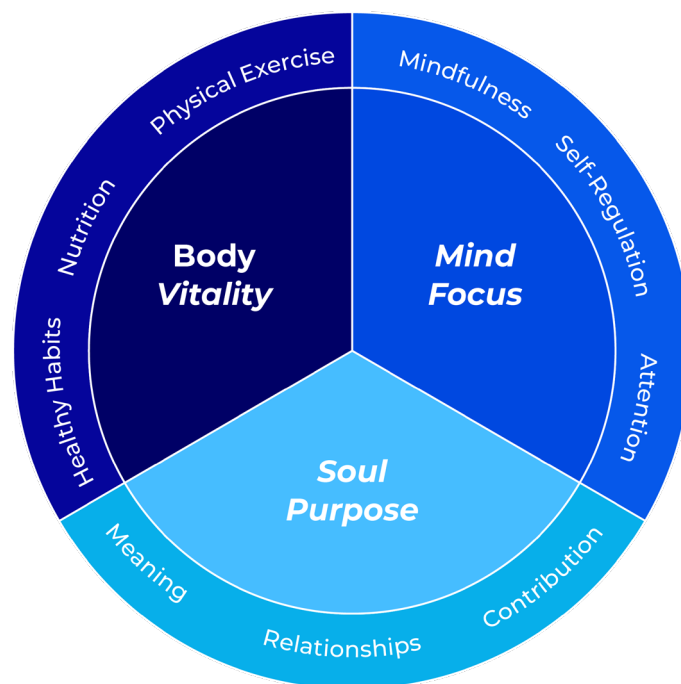 Physical Exercise
Nutrition
Healthy Habits
Body
Vitality
Mindfulness
Self-Regulation
Attention
Mind
Focus
Soul
Purpose
Meaning
Relationships
Contribution